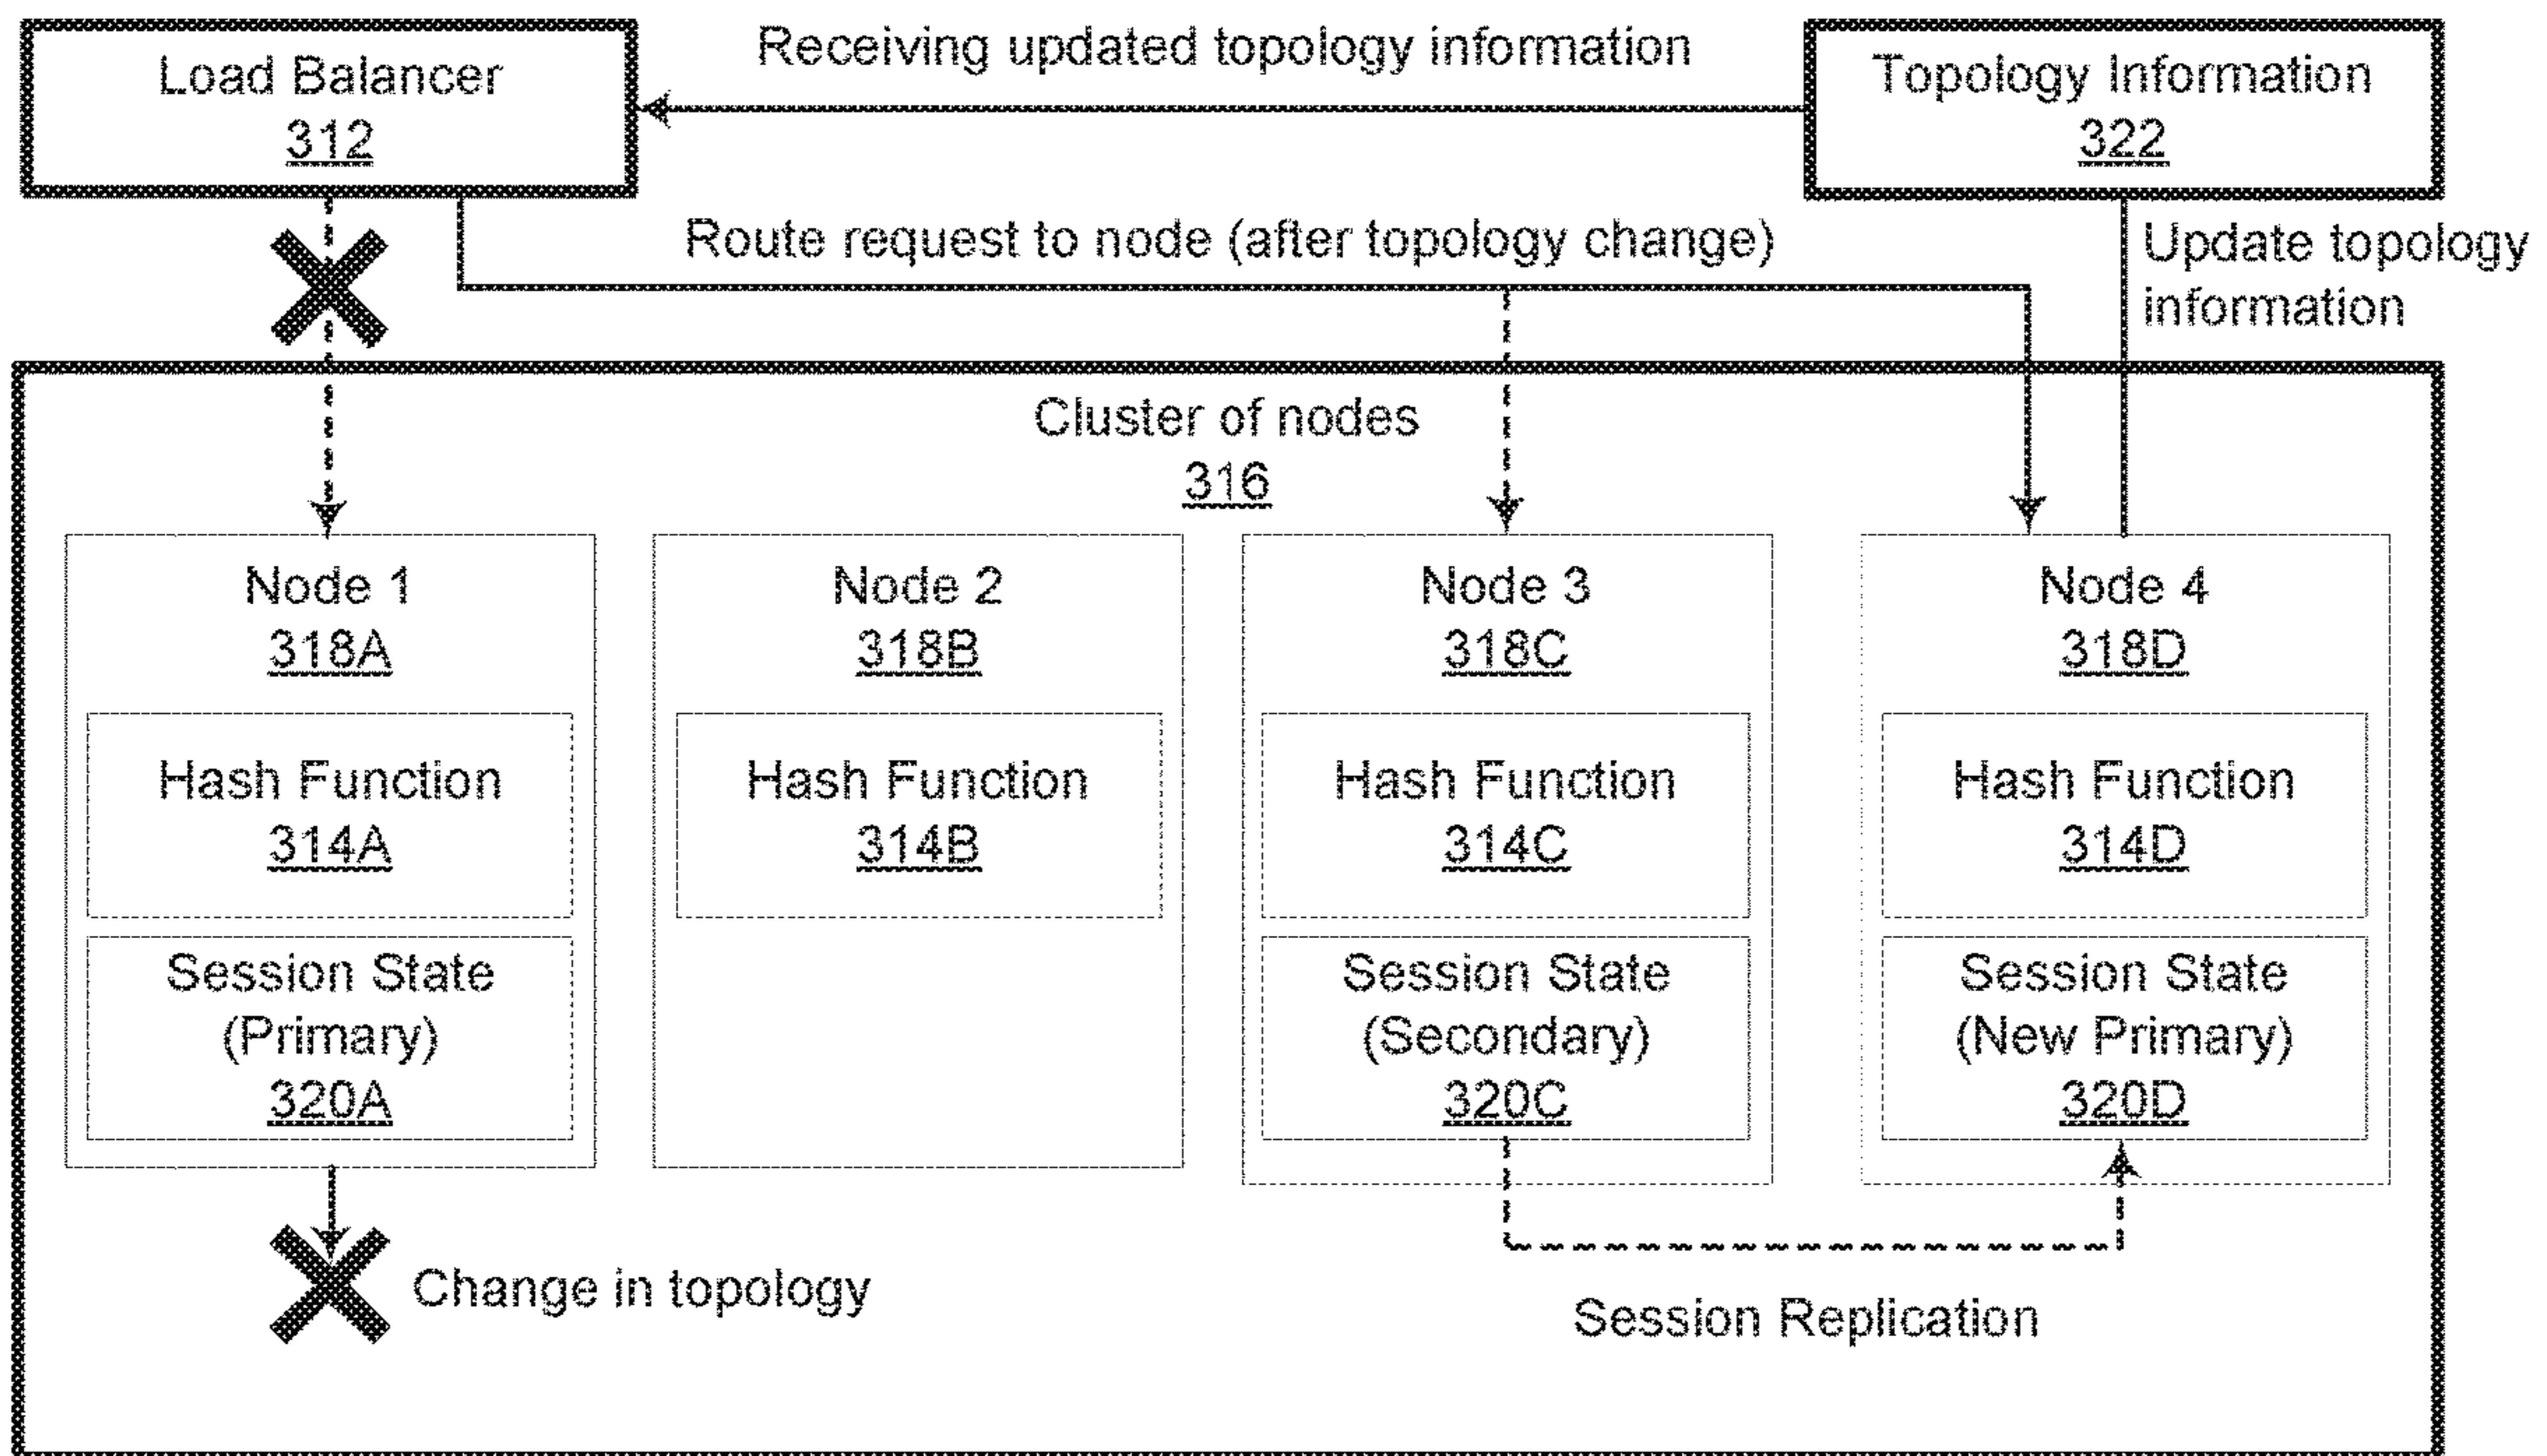 Load Balancer
312
Receiving updated topology information
Topology Information
322
Route request to node (after topology change)
Update topology
information
Cluster of nodes
316
Node 1
318A
Hash Function
314A
Session State
(Primary)
320A
Node 2
318B
Hash Function
314B
Node 3
318C
Hash Function
314C
Session State
(Secondary)
320C
Node 4
318D
Hash Function
314D
Session State
(New Primary)
320D
Change in topology
Session Replication